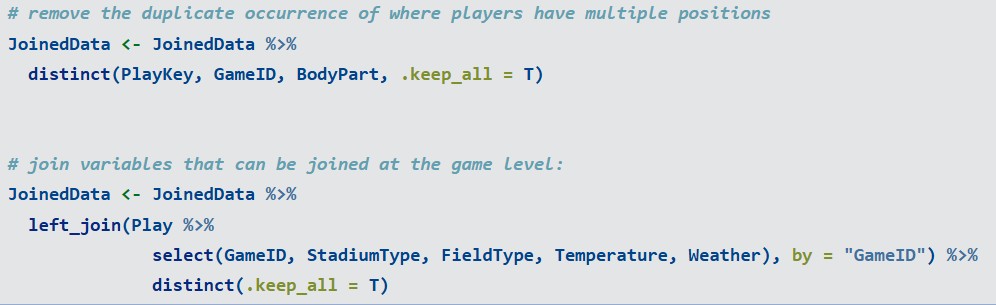 # remove the duplicate occurrence of where players have multiple positions
JoinedData <- JoinedData %>%
  distinct(PlayKey, GameID, BodyPart, .keep_all = T)
# join variables that can be joined at the game level:
JoinedData <- JoinedData %>%
  left_join(Play %>%
              select(GameID, StadiumType, FieldType, Temperature, Weather), by = "GameID") %>%
              distinct(.keep_all = T)